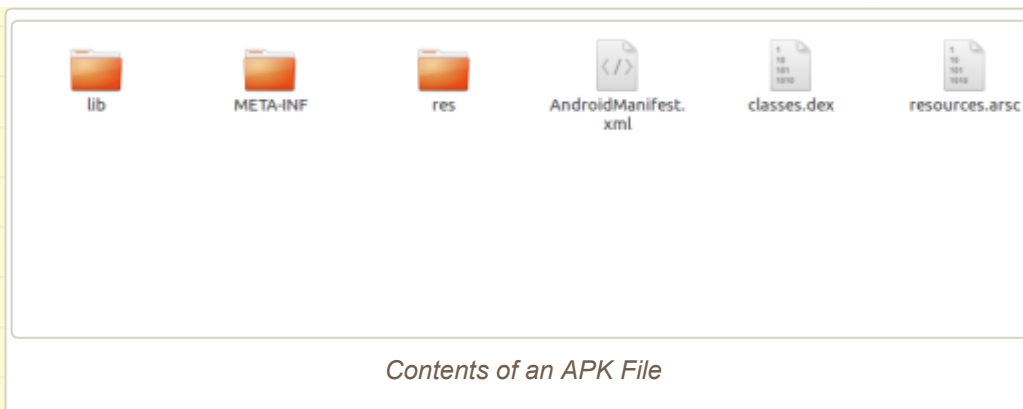 lib
META-INF
res
AndroidManifest.
xml
classes.dex
resources.arsc
Contents of an APK File